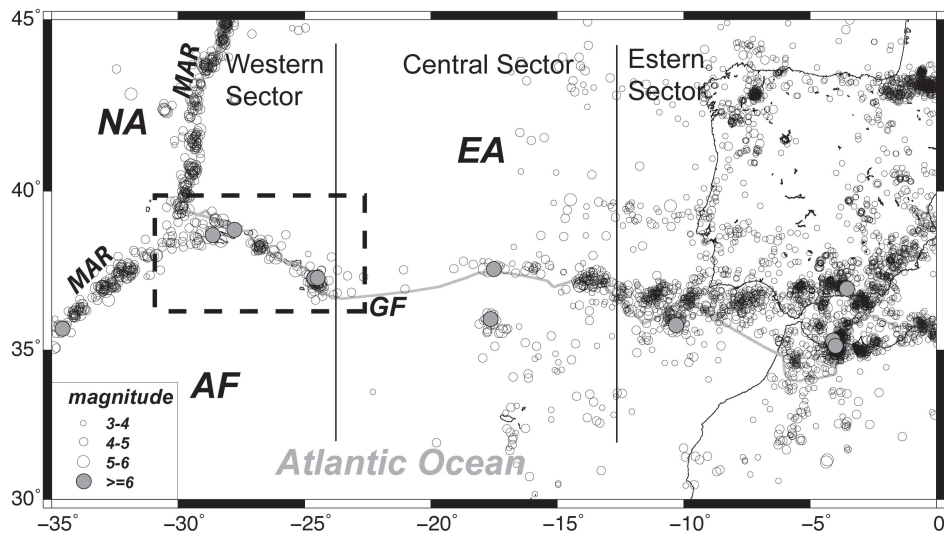 45°
40°
35°
30°
MAR
Western
Sector
Central Sector
Estern
Sector
NA
EA
MAR
GF
AF
magnitude
3-4
4-5
5-6
>=6
Atlantic Ocean
−35° −30° −25° −20° −15° −10° −5° 0